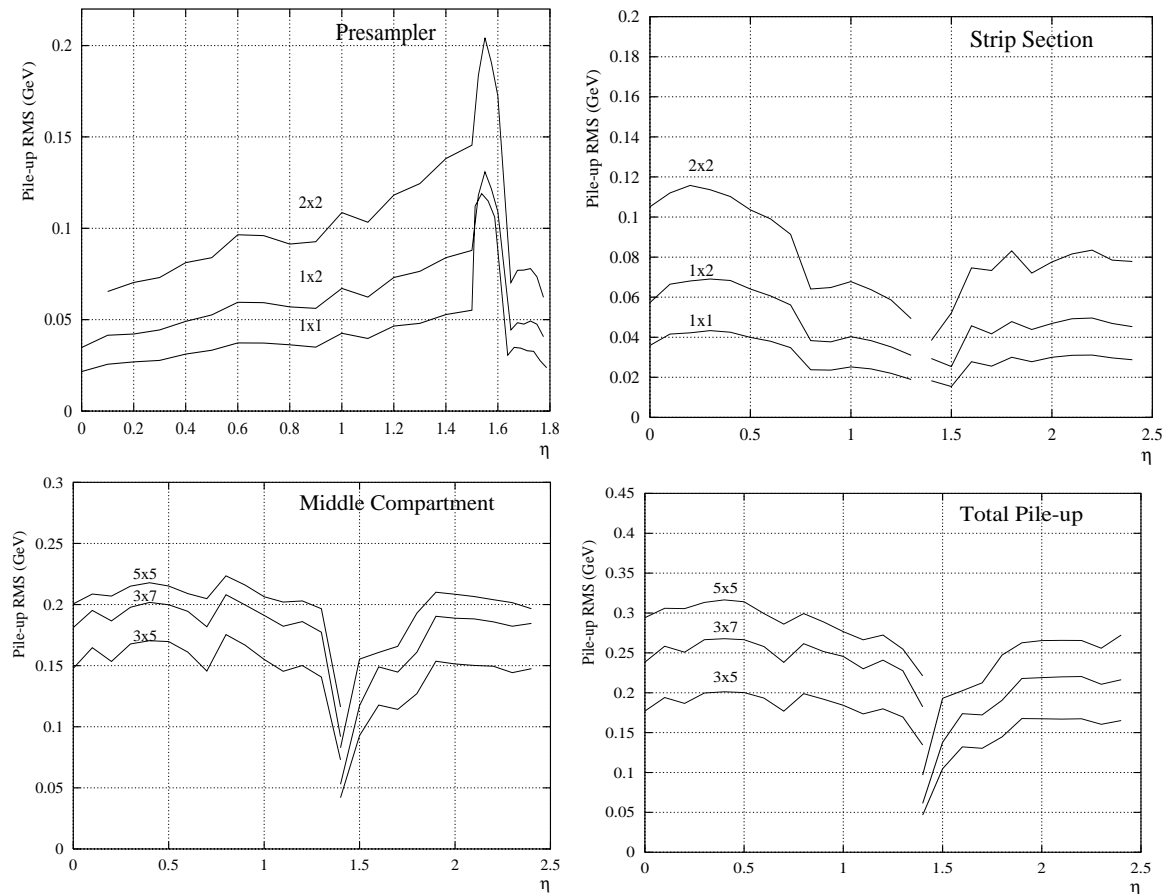 Presampler
Pile-up RMS (GeV)
0.2
0.15
0.1
0.05
0
2x2
1x2
1x1
0 0.2 0.4 0.6 0.8 1 1.2 1.4 1.6 1.8
η
Strip Section
Pile-up RMS (GeV)
0.2
0.18
0.16
0.14
0.12
0.1
0.08
0.06
0.04
0.02
0
2x2
1x2
1x1
0 0.5 1 1.5 2 2.5
η
Middle Compartment
Pile-up RMS (GeV)
0.3
0.25
0.2
0.15
0.1
0.05
0
5x5
3x7
3x5
0 0.5 1 1.5 2 2.5
η
Total Pile-up
Pile-up RMS (GeV)
0.45
0.4
0.35
0.3
0.25
0.2
0.15
0.1
0.05
0
5x5
3x7
3x5
0 0.5 1 1.5 2 2.5
η